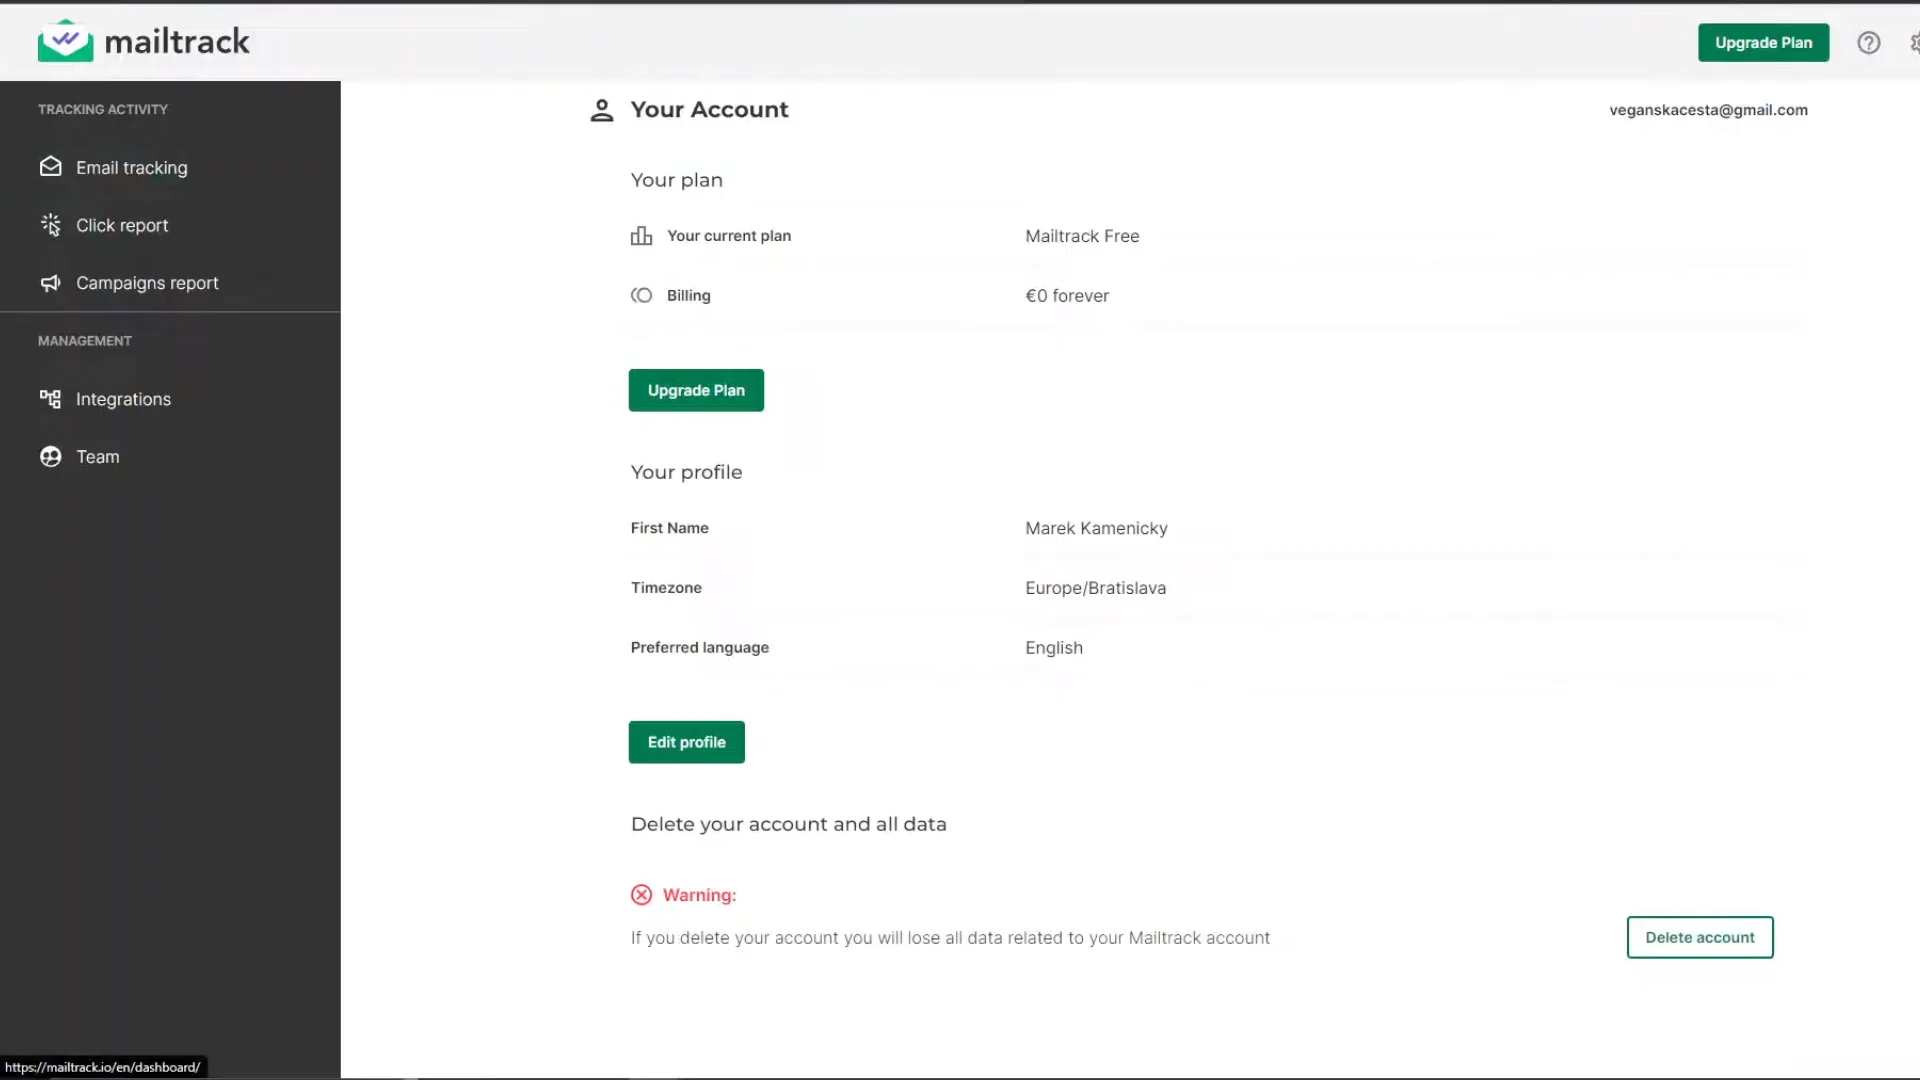 mailtrack
Upgrade Plan
TRACKING ACTIVITY
Email tracking
Click report
Campaigns report
MANAGEMENT
Integrations
Team
Your Account
veganskacesta@gmail.com
Your plan
Your current plan Mailtrack Free
Billing €0 forever
Upgrade Plan
Your profile
First Name Marek Kamenicky
Timezone Europe/Bratislava
Preferred language English
Edit profile
Delete your account and all data
Warning:
If you delete your account you will lose all data related to your Mailtrack account
Delete account
https://mailtrack.io/en/dashboard/